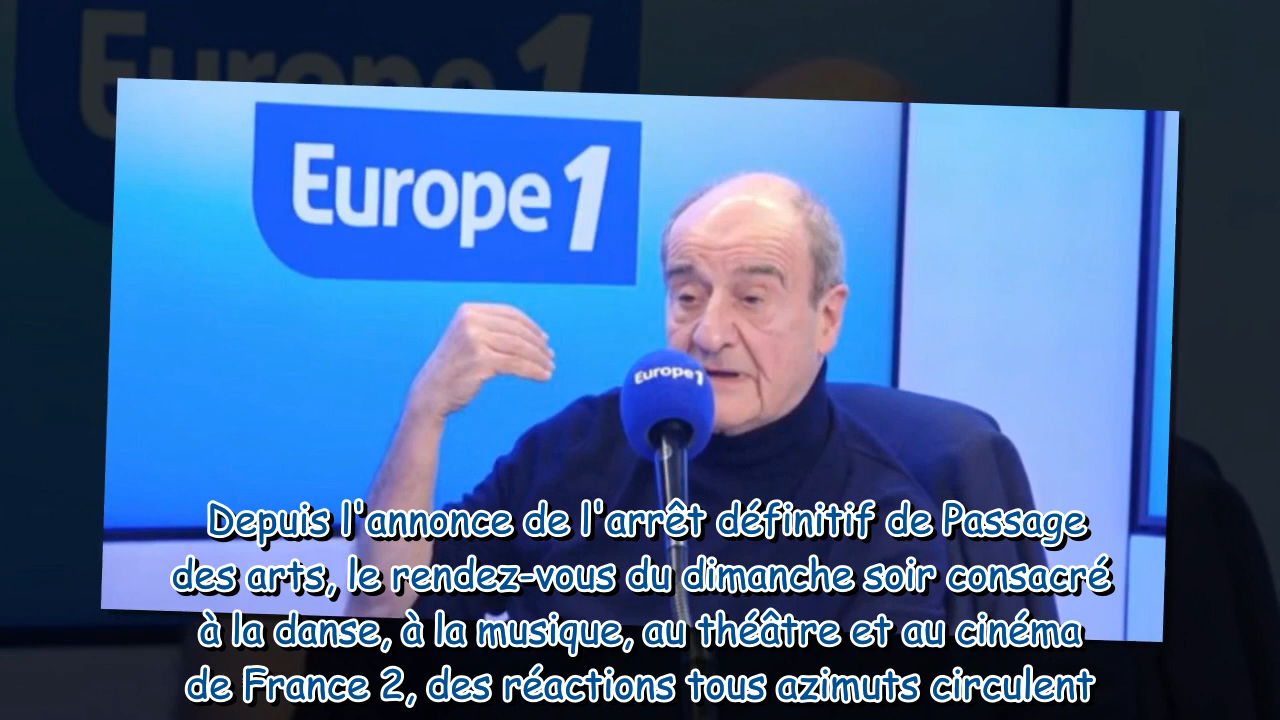 Europe 1
Europe 1
Europe1
Depuis l'annonce de l'arrêt définitif de Passage
des arts, le rendez-vous du dimanche soir consacré
à la danse, à la musique, au théâtre et au cinéma
de France 2, des réactions tous azimuts circulent